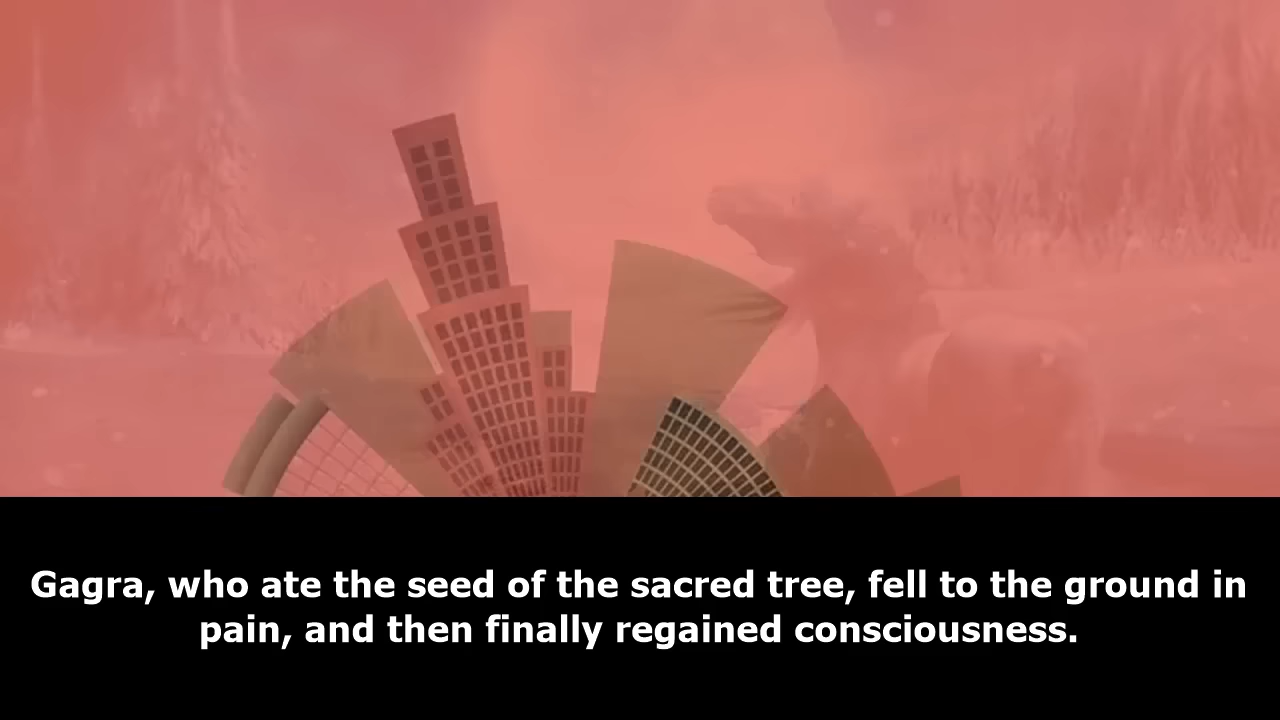 Gagra, who ate the seed of the sacred tree, fell to the ground in
pain, and then finally regained consciousness.